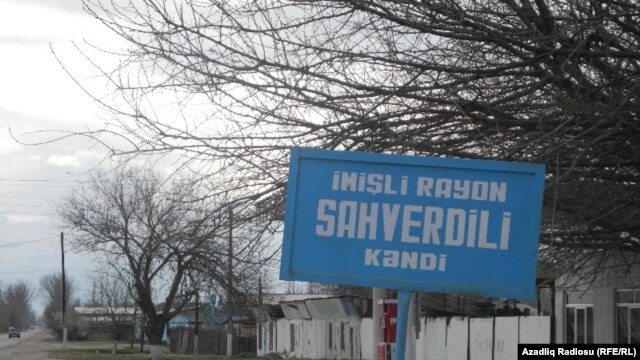 İMİŞLİ RAYON
SAHVERDİLİ
KƏNDİ
Azadliq Radiosu (RFE/RL)